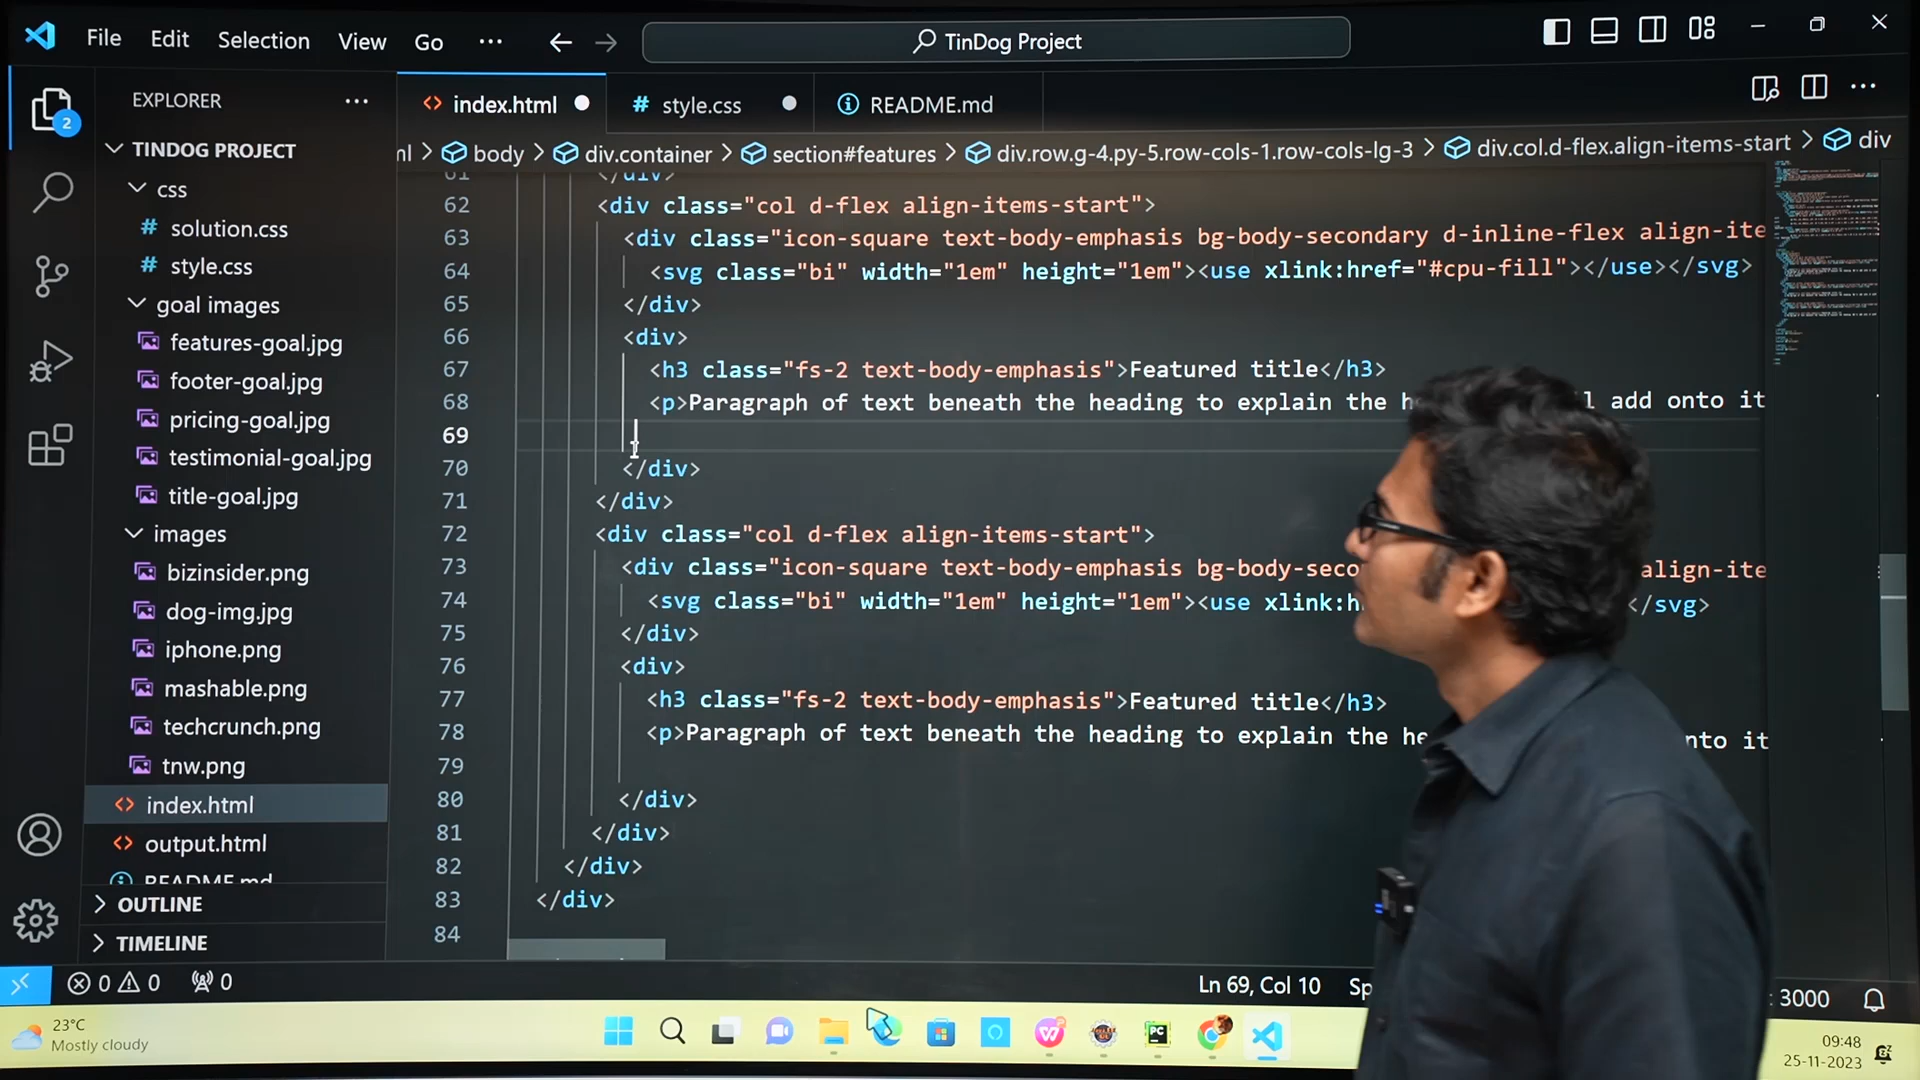 File Edit Selection View Go ... TinDog Project
EXPLORER ...
index.html
style.css
README.md
TINDOG PROJECT
body > div.container > section#features > div.row.g-4.py-5.row-cols-1.row-cols-lg-3 > div.col.d-flex.align-items-start > div
2
css
solution.css
style.css
goal images
features-goal.jpg
footer-goal.jpg
pricing-goal.jpg
testimonial-goal.jpg
title-goal.jpg
images
bizinsider.png
dog-img.jpg
iphone.png
mashable.png
techcrunch.png
tnw.png
index.html
output.html
README.md
OUTLINE
TIMELINE
61 </div>
62 <div class="col d-flex align-items-start">
63 <div class="icon-square text-body-emphasis bg-body-secondary d-inline-flex align-ite
64 <svg class="bi" width="1em" height="1em"><use xlink:href="#cpu-fill"></use></svg>
65 </div>
66 <div>
67 <h3 class="fs-2 text-body-emphasis">Featured title</h3>
68 <p>Paragraph of text beneath the heading to explain the he l add onto it
69
70 </div>
71 </div>
72 <div class="col d-flex align-items-start">
73 <div class="icon-square text-body-emphasis bg-body-seco align-ite
74 <svg class="bi" width="1em" height="1em"><use xlink:h </svg>
75 </div>
76 <div>
77 <h3 class="fs-2 text-body-emphasis">Featured title</h3>
78 <p>Paragraph of text beneath the heading to explain the he nto it
79
80 </div>
81 </div>
82 </div>
83 </div>
84
0 0 0
Ln 69, Col 10 Sp : 3000
23°C
Mostly cloudy
09:48
25-11-2023